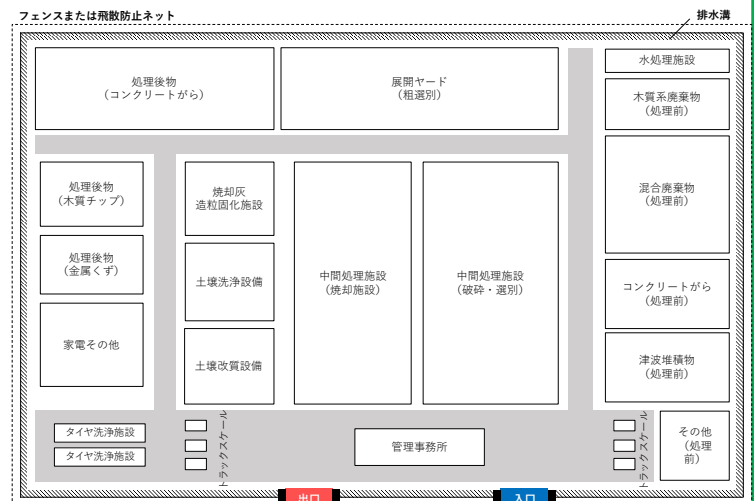 フェンスまたは飛散防止ネット
排水溝
処理後物
（コンクリートがら）
展開ヤード
（粗選別）
水処理施設
木質系廃棄物
（処理前）
混合廃棄物
（処理前）
処理後物
（木質チップ）
焼却灰
造粒固化施設
処理後物
（金属くず）
土壌洗浄設備
中間処理施設
（焼却施設）
中間処理施設
（破砕・選別）
コンクリートがら
（処理前）
家電その他
土壌改質設備
津波堆積物
（処理前）
タイヤ洗浄施設
タイヤ洗浄施設
トラックスケール
管理事務所
トラックスケール
その他
（処理
前）
出口
入口